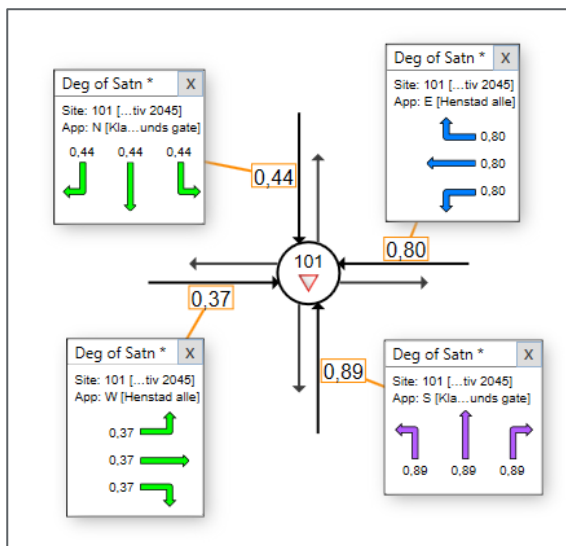 Deg of Satn * X
Site: 101 [...tiv 2045]
App: N [Kla...unds gate]
0,44 0,44 0,44
0,44
Deg of Satn * X
Site: 101 [...tiv 2045]
App: E [Henstad alle]
0,80
0,80
0,80
0,80
101
0,37
Deg of Satn * X
Site: 101 [...tiv 2045]
App: W [Henstad alle]
0,37
0,37
0,37
0,89
Deg of Satn * X
Site: 101 [...tiv 2045]
App: S [Kla...unds gate]
0,89 0,89 0,89